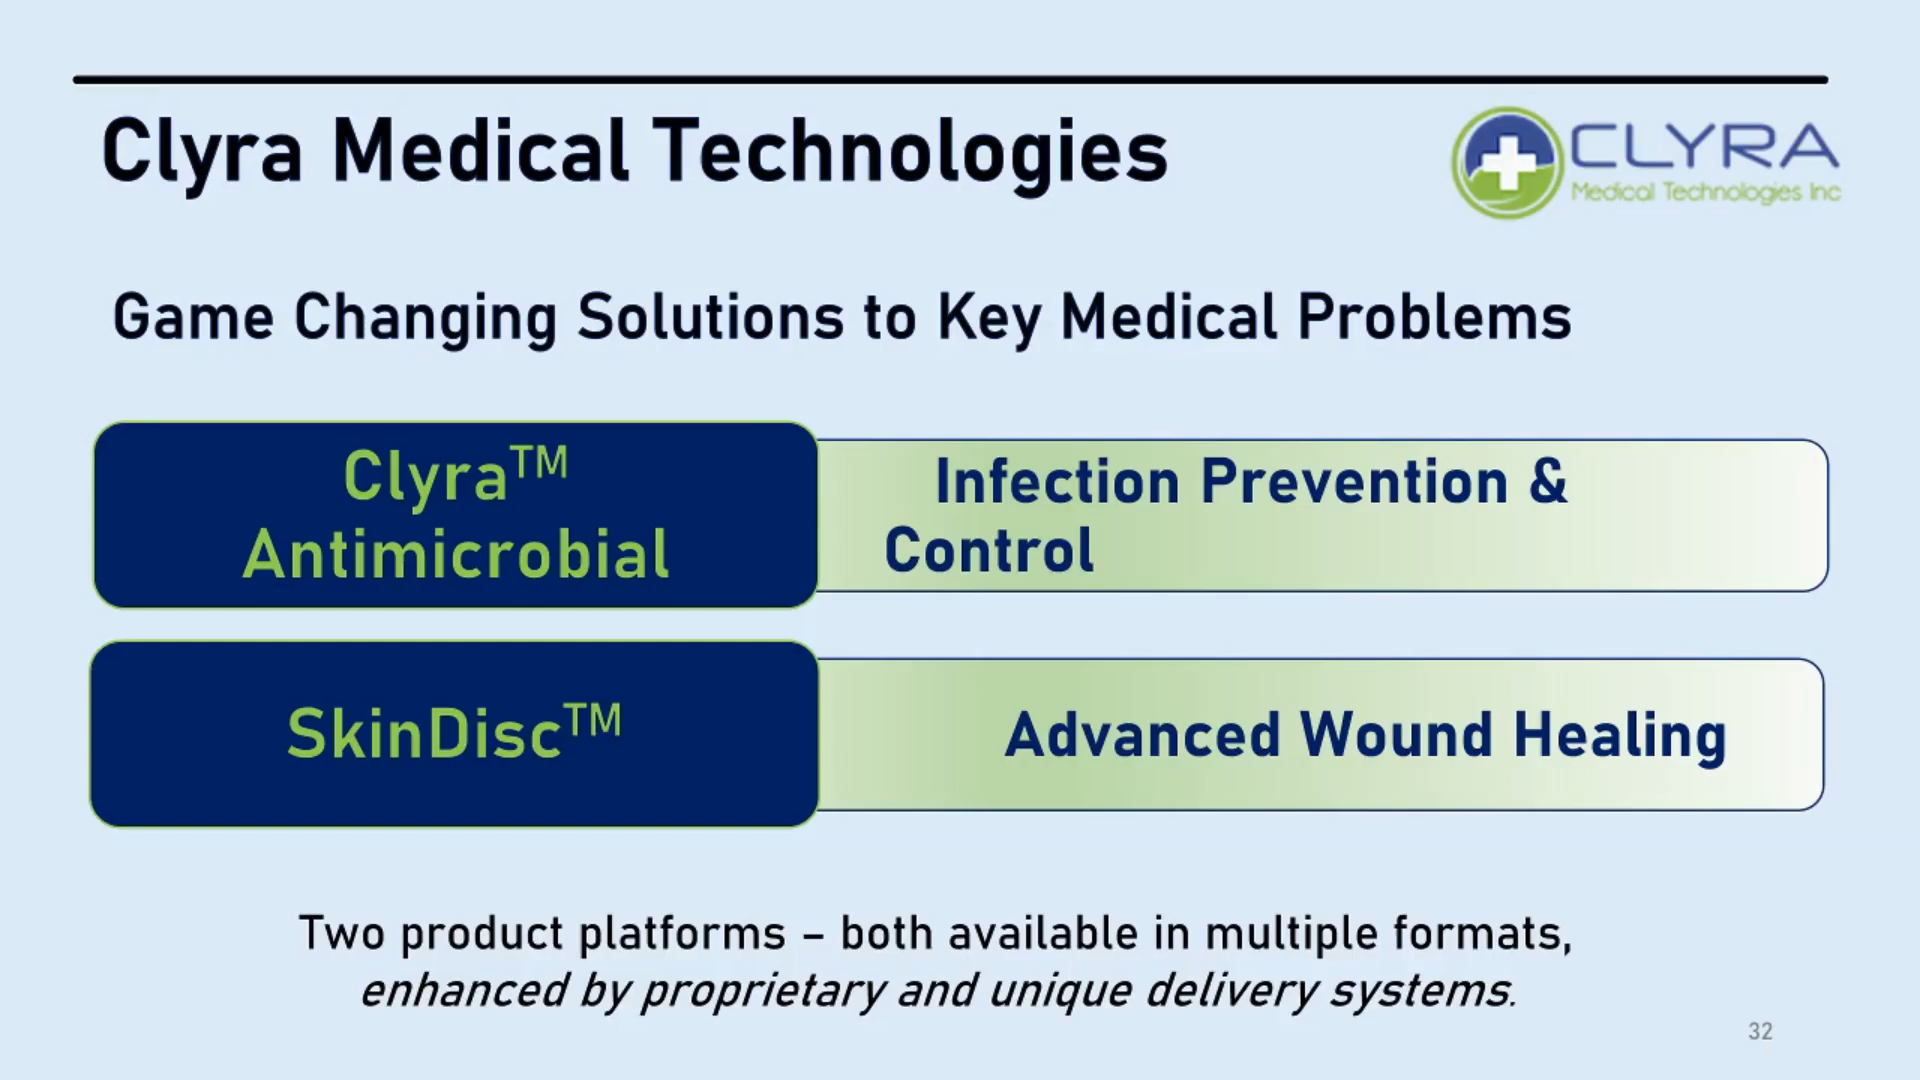 Clyra Medical Technologies
CLYRA
Medical Technologies Inc
Game Changing Solutions to Key Medical Problems
Clyra™
Antimicrobial
Infection Prevention &
Control
SkinDisc™
Advanced Wound Healing
Two product platforms – both available in multiple formats,
enhanced by proprietary and unique delivery systems.
32